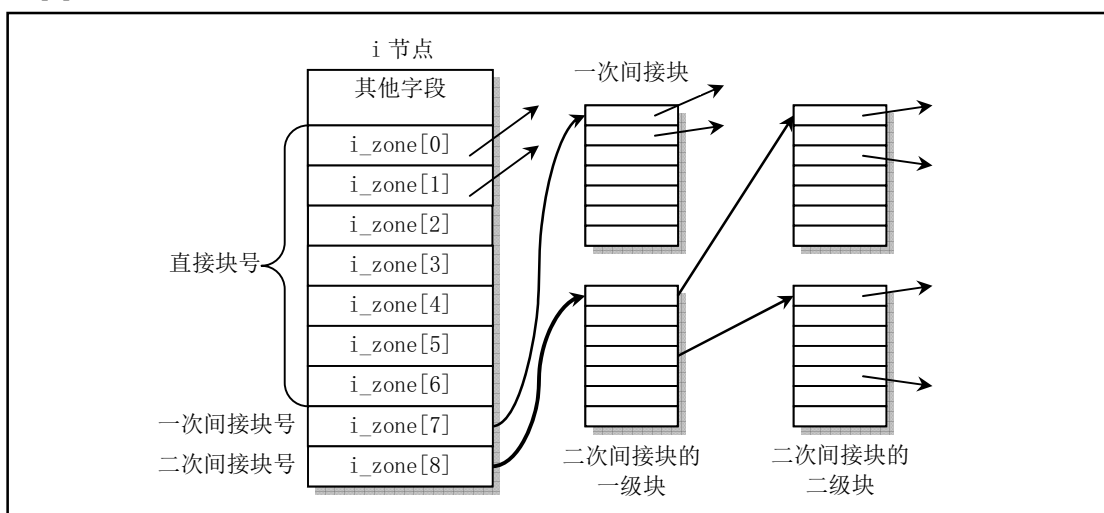 i 节点
其他字段
i_zone[0]
i_zone[1]
i_zone[2]
i_zone[3]
i_zone[4]
i_zone[5]
i_zone[6]
i_zone[7]
i_zone[8]
直接块号
一次间接块号
二次间接块号
一次间接块
二次间接块的
一级块
二次间接块的
二级块